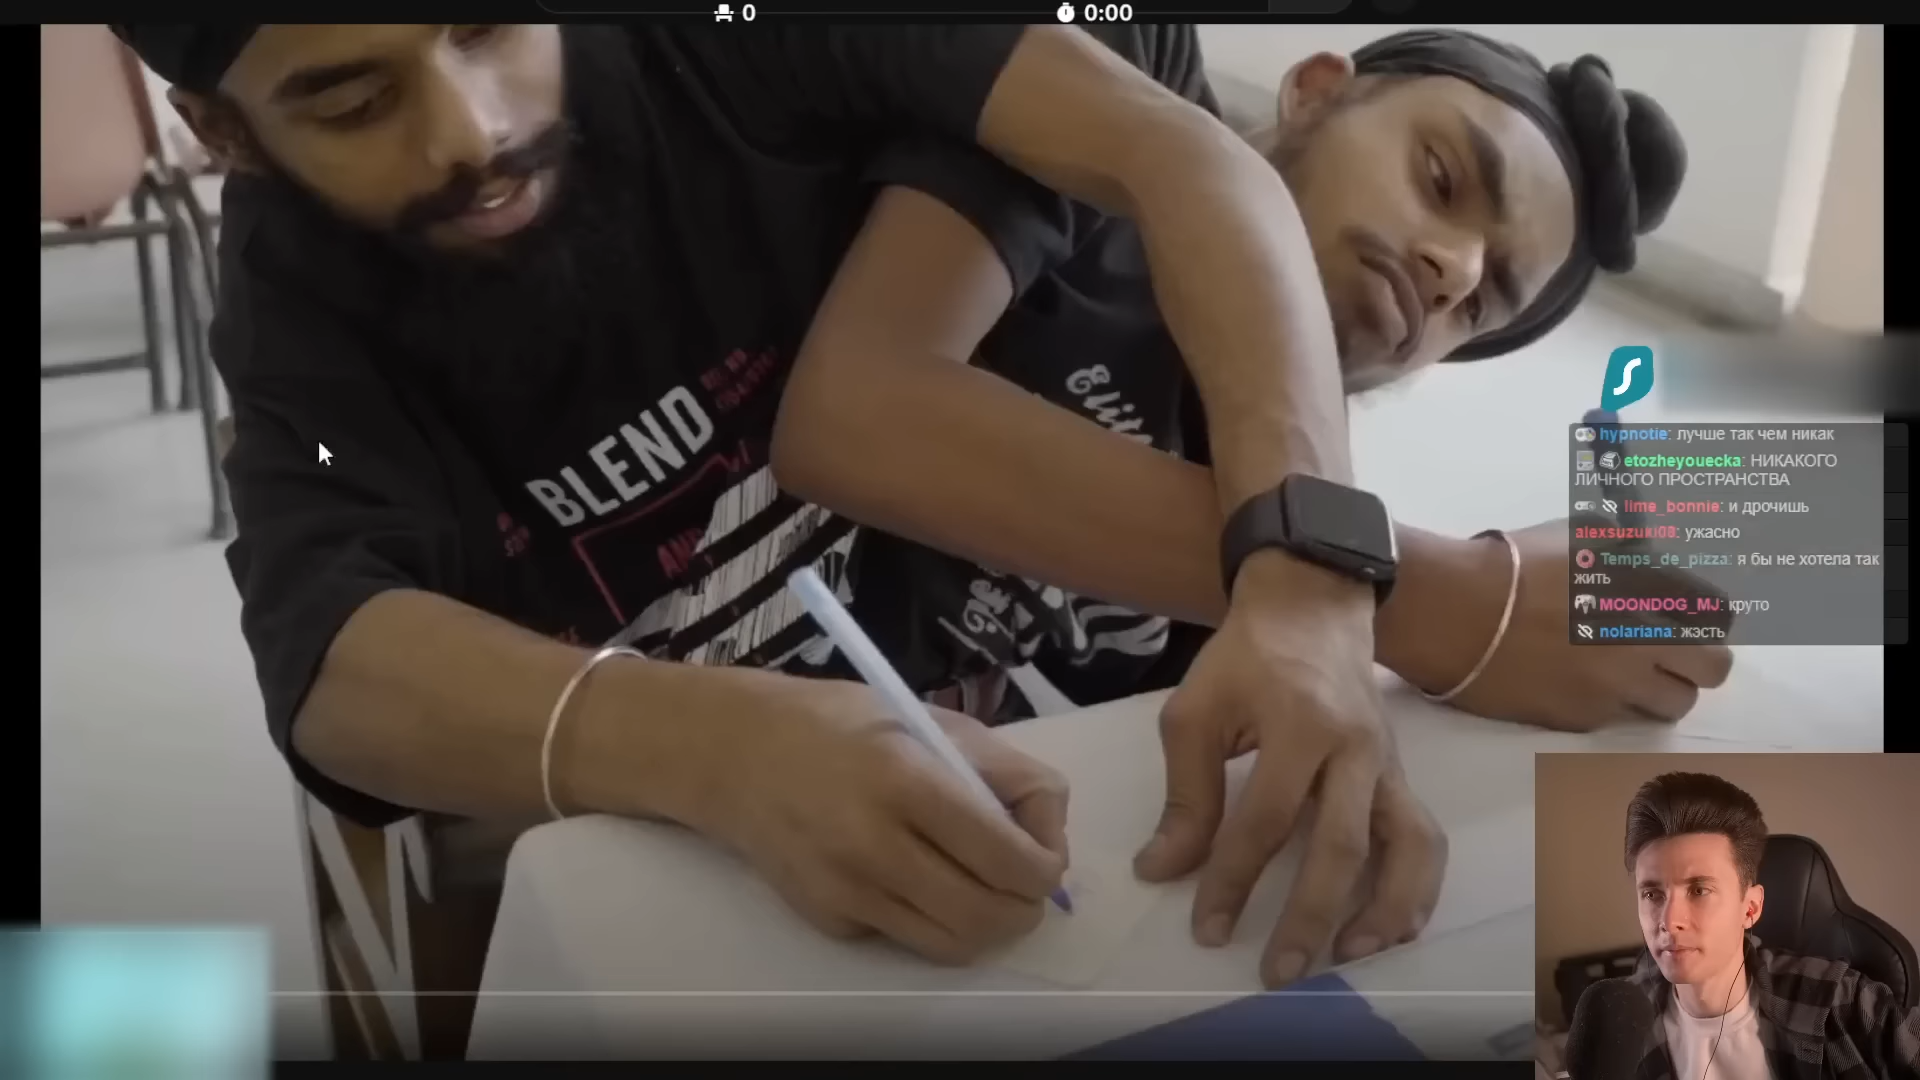 0
0:00
BLEND
hypnotie: лучше так чем никак
etozheyouecka: НИКАКОГО
ЛИЧНОГО ПРОСТРАНСТВА
lime_bonnie: и дрочишь
alexsuzuki08: ужасно
Temps_de_pizza: я бы не хотела так
жить
MOONDOG_MJ: круто
nolariana: жэсть